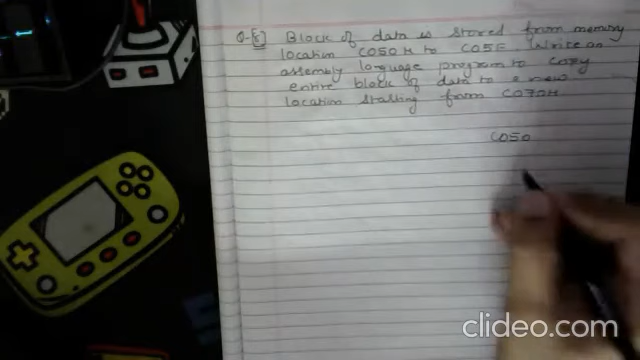 Q-[8] Block of data is stored from memory
location C050H to C05E. Write an
assembly language program to copy
entire block of data to a new
location starting from C070H
C050
clideo.com